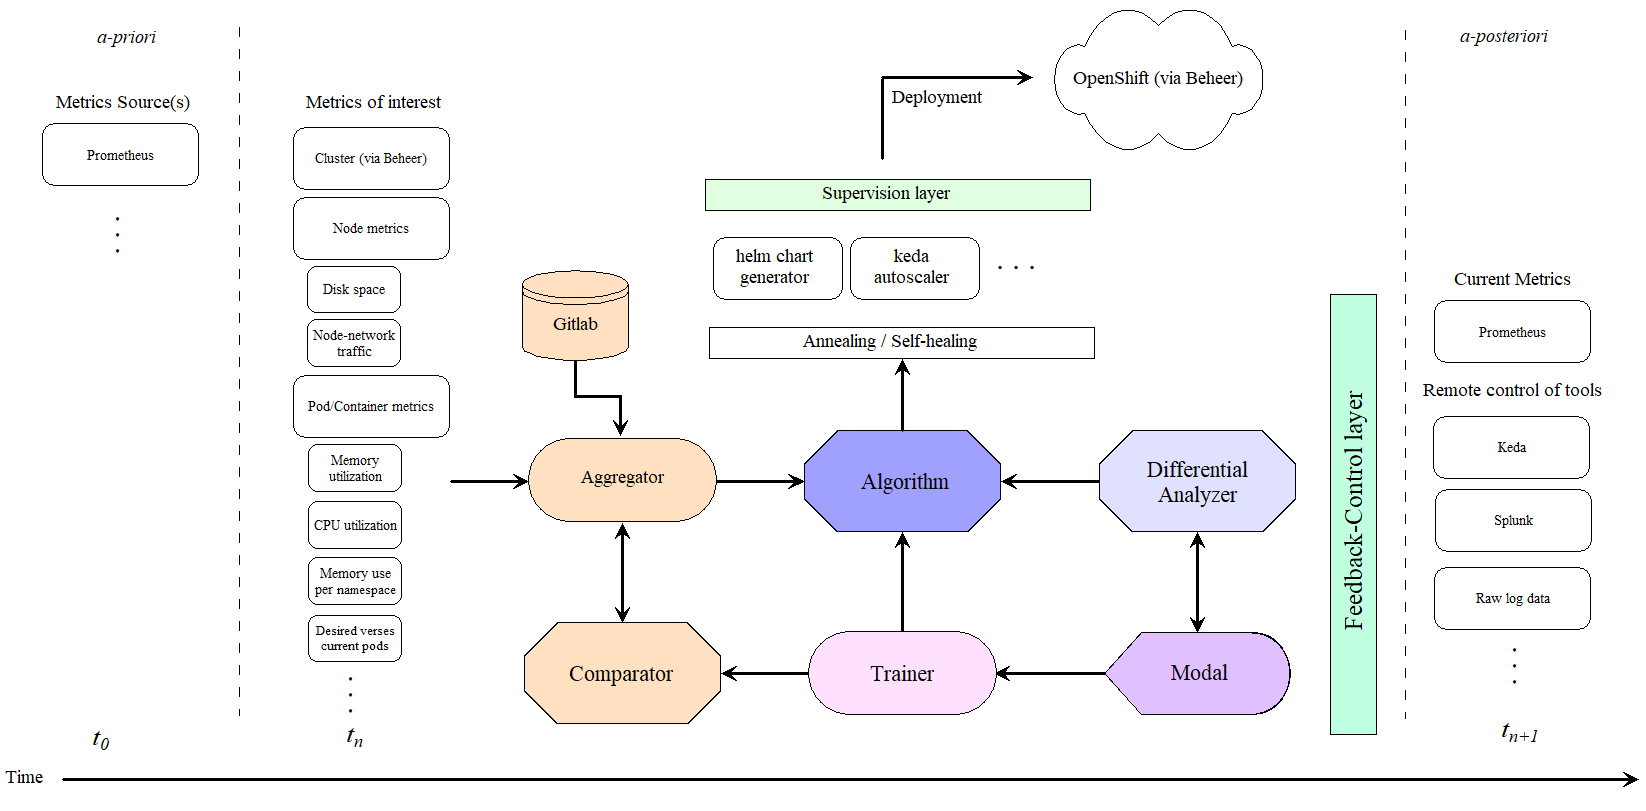 a-priori
Metrics Source(s)
Prometheus
.
.
.
t0
Metrics of interest
Cluster (via Beheer)
Node metrics
Disk space
Node-network
traffic
Pod/Container metrics
Memory
utilization
CPU utilization
Memory use
per namespace
Desired verses
current pods
.
.
.
tn
Gitlab
Aggregator
Comparator
OpenShift (via Beheer)
Deployment
Supervision layer
helm chart
generator
keda
autoscaler
. . .
Annealing / Self-healing
Algorithm
Differential
Analyzer
Trainer
Modal
Feedback-Control layer
a-posteriori
Current Metrics
Prometheus
Remote control of tools
Keda
Splunk
Raw log data
.
.
.
tn+1
Time